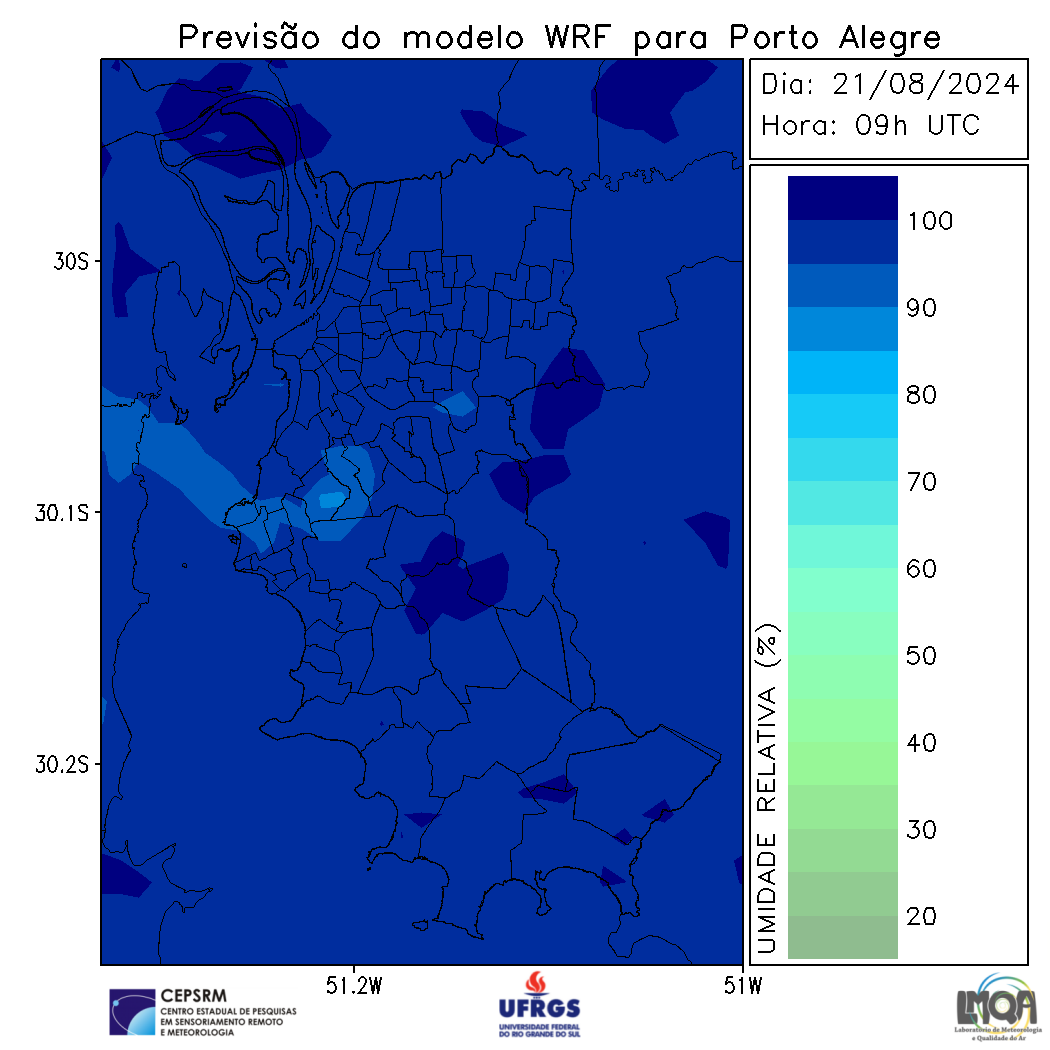 Previsão do modelo WRF para Porto Alegre
Dia: 21/08/2024
Hora: 09h UTC
100
90
80
70
60
50
40
30
20
UMIDADE RELATIVA (%)
30S
30.1S
30.2S
51.2W
51W
CEPSRM
CENTRO ESTADUAL DE PESQUISAS
EM SENSORIAMENTO REMOTO
E METEOROLOGIA
UFRGS
UNIVERSIDADE FEDERAL
DO RIO GRANDE DO SUL
LMQA
Laboratório de Meteorologia
e Qualidade do Ar